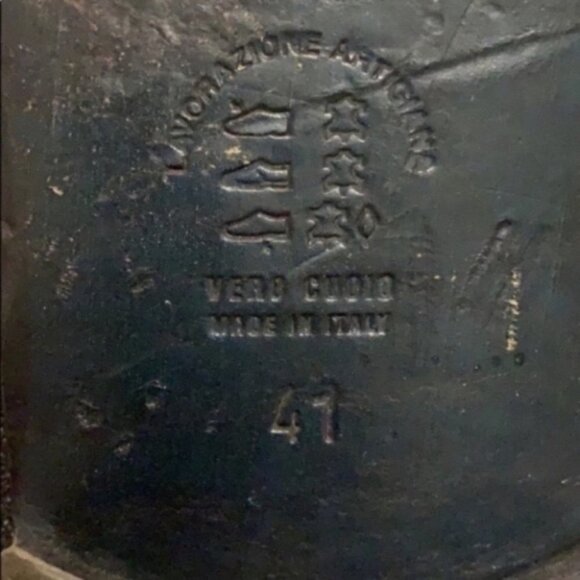 LAVORAZIONE ARTIGIANA
VERO CUOIO
MADE IN ITALY
41